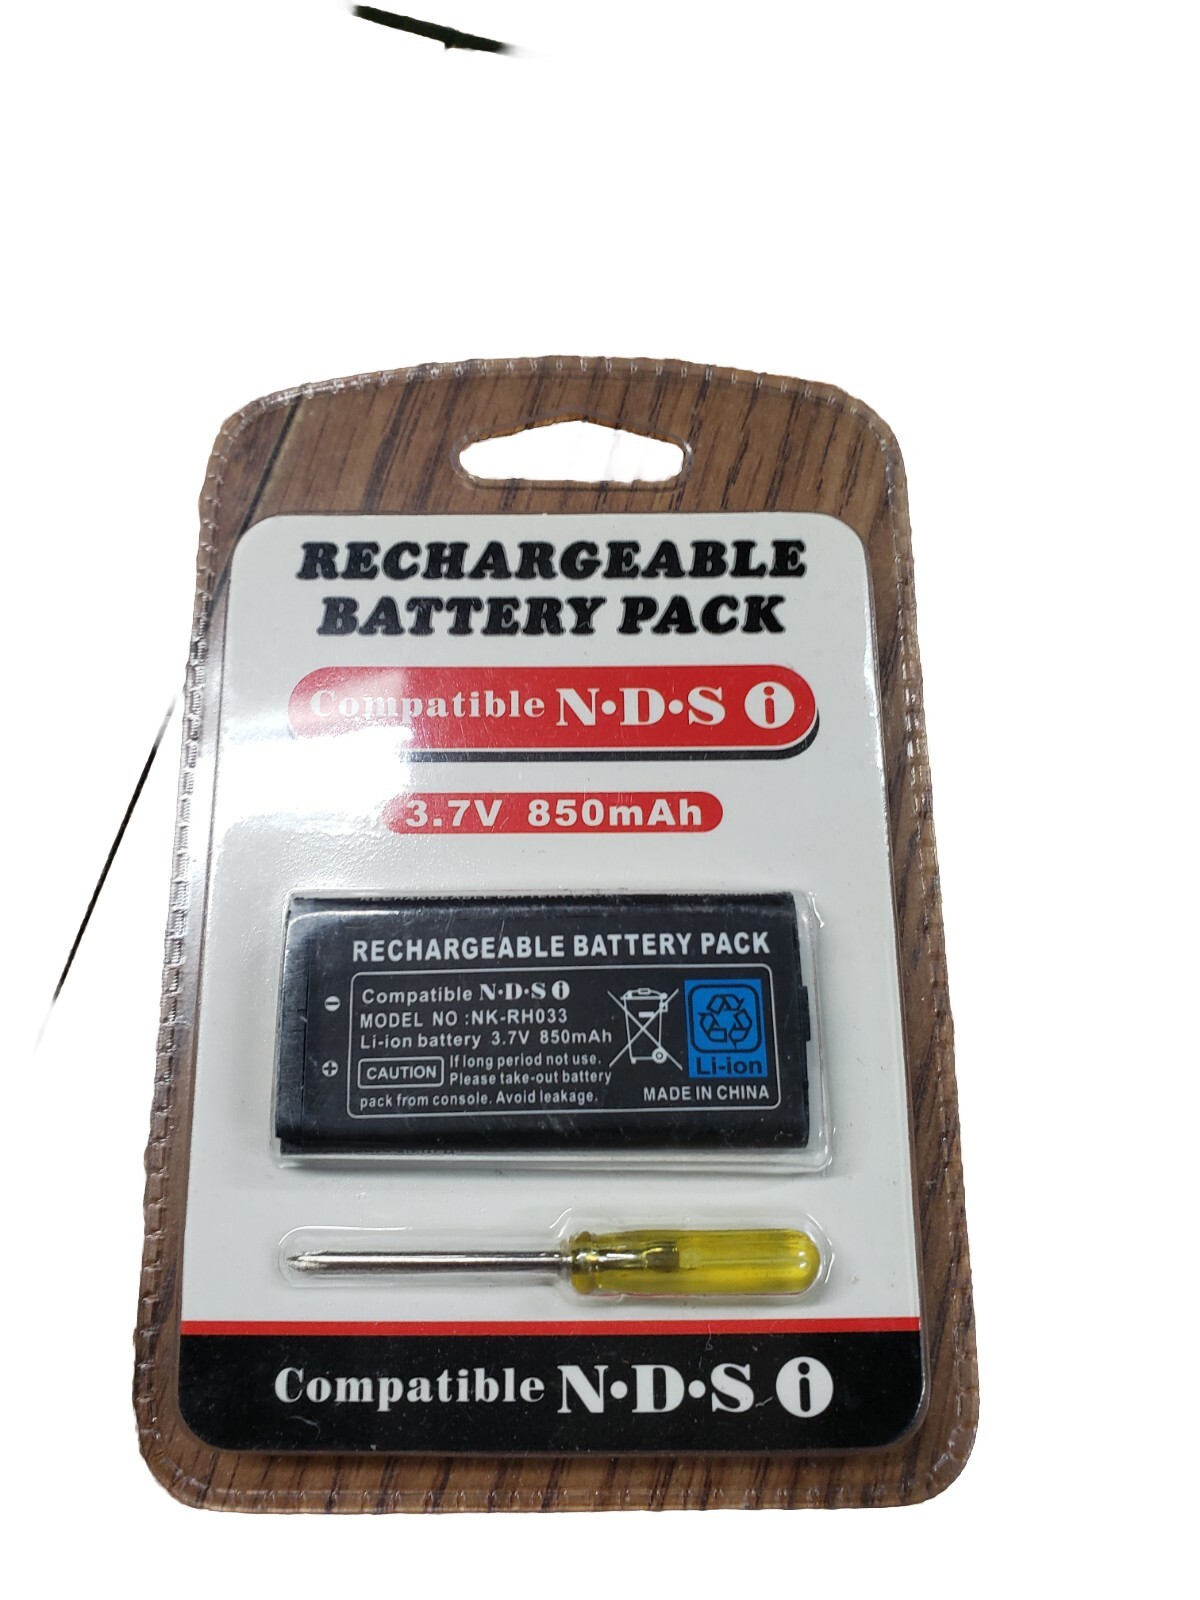 RECHARGEABLE
BATTERY PACK
Compatible N•D•S i
3.7V 850mAh
RECHARGEABLE BATTERY PACK
Compatible N•D•S i
MODEL NO :NK-RH033
Li-ion battery 3.7V 850mAh
CAUTION If long period not use.
Please take-out battery
pack from console. Avoid leakage.
Li-ion
MADE IN CHINA
Compatible N•D•S i